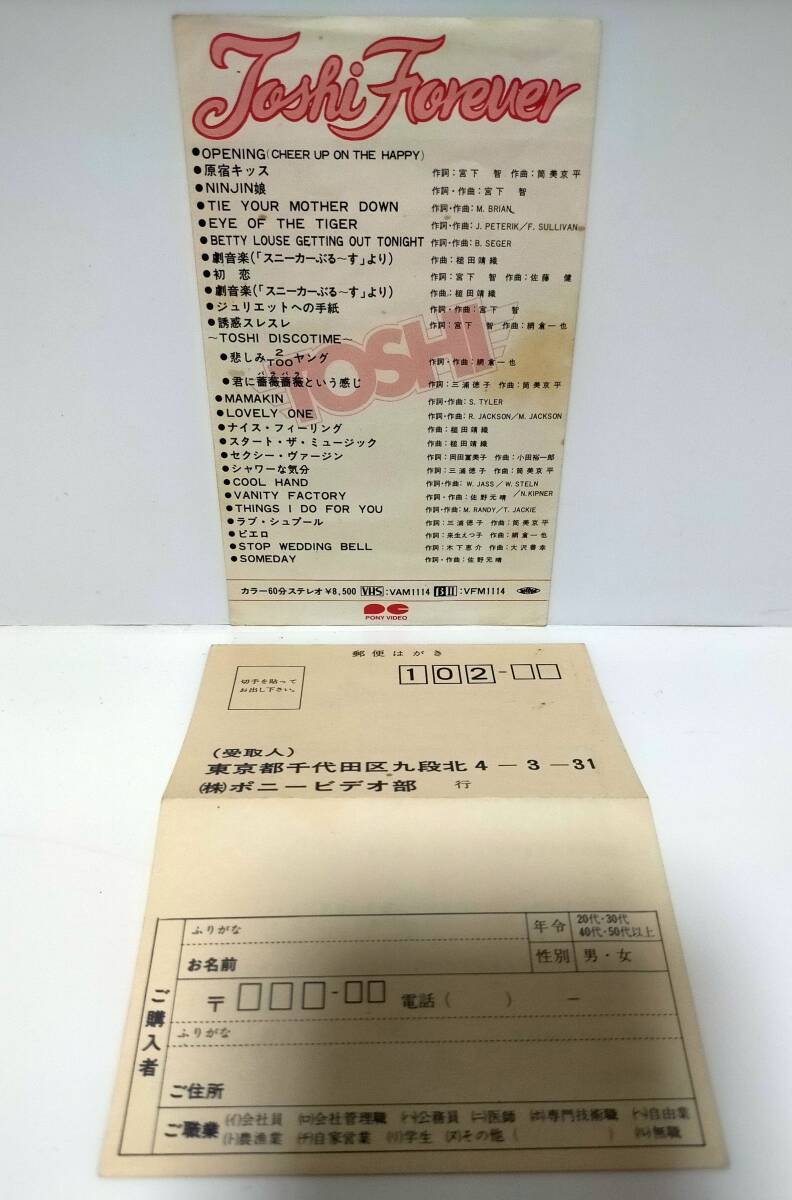 Toshi Forever
●OPENING(CHEER UP ON THE HAPPY)
●原宿キッス 作詞:宮下 智 作曲:筒美京平
●NINJIN娘 作詞・作曲:宮下 智
●TIE YOUR MOTHER DOWN 作詞・作曲:M. BRIAN
●EYE OF THE TIGER 作詞・作曲:J. PETERIK/F. SULLIVAN
●BETTY LOUSE GETTING OUT TONIGHT 作詞・作曲:B. SEGER
●劇音楽(「スニーカーぶる~す」より) 作曲:槌田靖織
●初恋 作詞:宮下 智 作曲:佐藤 健
●劇音楽(「スニーカーぶる~す」より) 作曲:槌田靖織
●ジュリエットへの手紙 作詞・作曲:宮下 智
●誘惑スレスレ 作詞:宮下 智 作曲:網倉一也
~TOSHI DISCOTIME~
●悲しみ2TOOヤング 作詞・作曲:網倉一也
バラバラ
●君に薔薇薔薇という感じ 作詞:三浦徳子 作曲:筒美京平
TOSHI
●MAMAKIN 作詞・作曲:S. TYLER
●LOVELY ONE 作詞・作曲:R. JACKSON/M. JACKSON
●ナイス・フィーリング 作曲:槌田靖織
●スタート・ザ・ミュージック 作曲:槌田靖織
●セクシー・ヴァージン 作詞:岡田冨美子 作曲:小田裕一郎
●シャワーな気分 作詞:三浦徳子 作曲:筒美京平
●COOL HAND 作詞・作曲:W. JASS/W. STELN/N.KIPNER
●VANITY FACTORY 作詞・作曲:佐野元晴
●THINGS I DO FOR YOU 作詞・作曲:M. RANDY/T. JACKIE
●ラブ・シュプール 作詞:三浦徳子 作曲:筒美京平
●ピエロ 作詞:来生えつ子 作曲:網倉一也
●STOP WEDDING BELL 作詞:木下恵介 作曲:大沢善幸
●SOMEDAY 作詞・作曲:佐野元晴
カラー60分ステレオ¥8,500 VHS:VAM1114 βII:VFM1114
PONY VIDEO
郵便はがき
切手を貼って
お出し下さい。
102-□□
(受取人)
東京都千代田区九段北4-3-31
㈱ポニービデオ部 行
ご購入者
ふりがな
お名前
年令 20代・30代
40代・50代以上
性別 男・女
〒□□□-□□ 電話( ) -
ふりがな
ご住所
ご職業
(イ)会社員 (ロ)会社管理職 (ハ)公務員 (ニ)医師 (ホ)専門技術職 (ヘ)自由業
(ト)農漁業 (チ)自家営業 (リ)学生 (ヌ)その他( ) (ル)無職